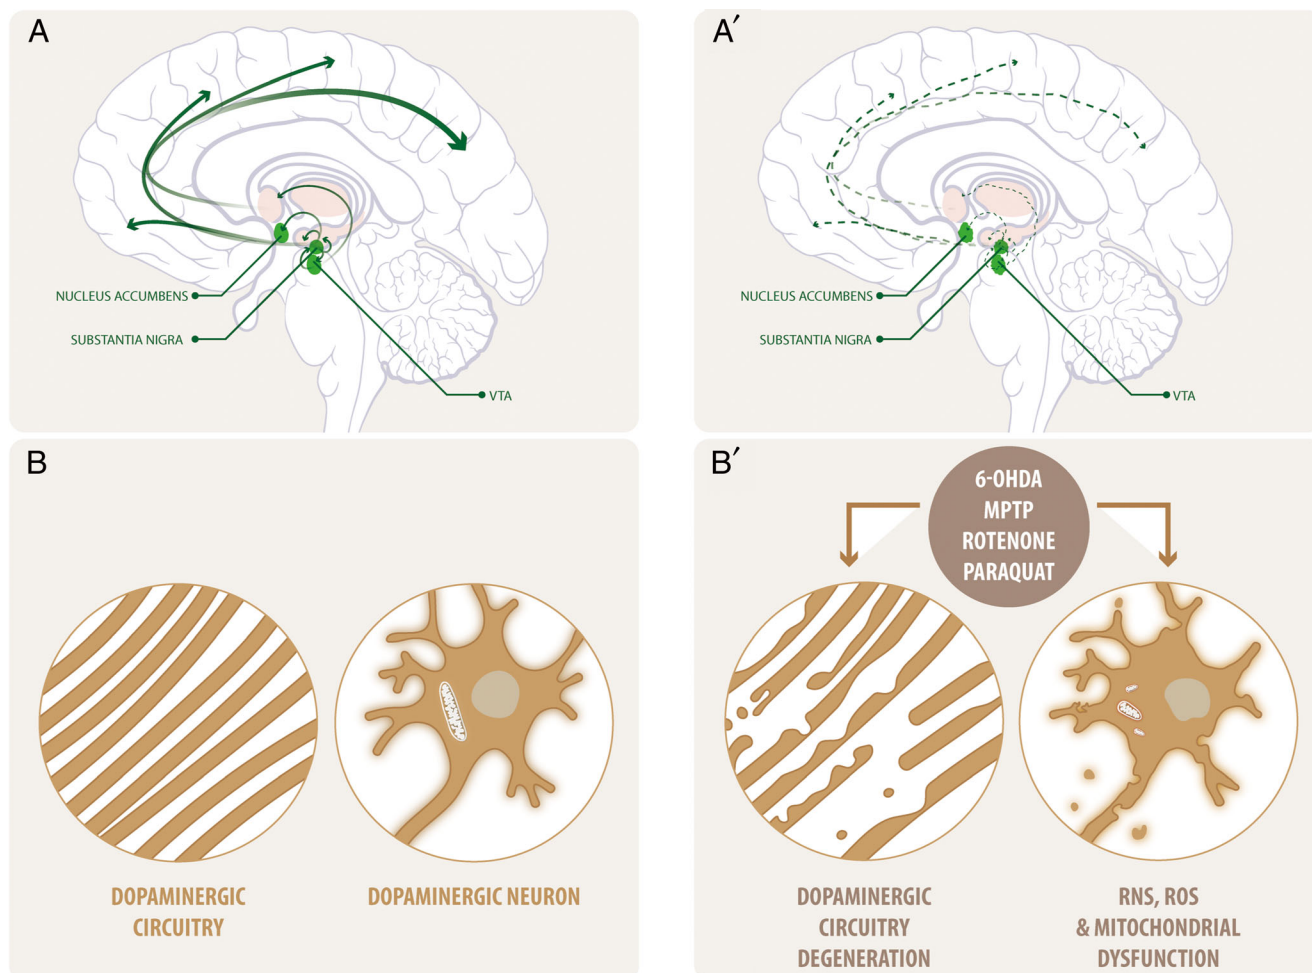 A
NUCLEUS ACCUMBENS
SUBSTANTIA NIGRA
VTA
A′
NUCLEUS ACCUMBENS
SUBSTANTIA NIGRA
VTA
B
DOPAMINERGIC
CIRCUITRY
DOPAMINERGIC NEURON
B′
6-OHDA
MPTP
ROTENONE
PARAQUAT
DOPAMINERGIC
CIRCUITRY
DEGENERATION
RNS, ROS
& MITOCHONDRIAL
DYSFUNCTION